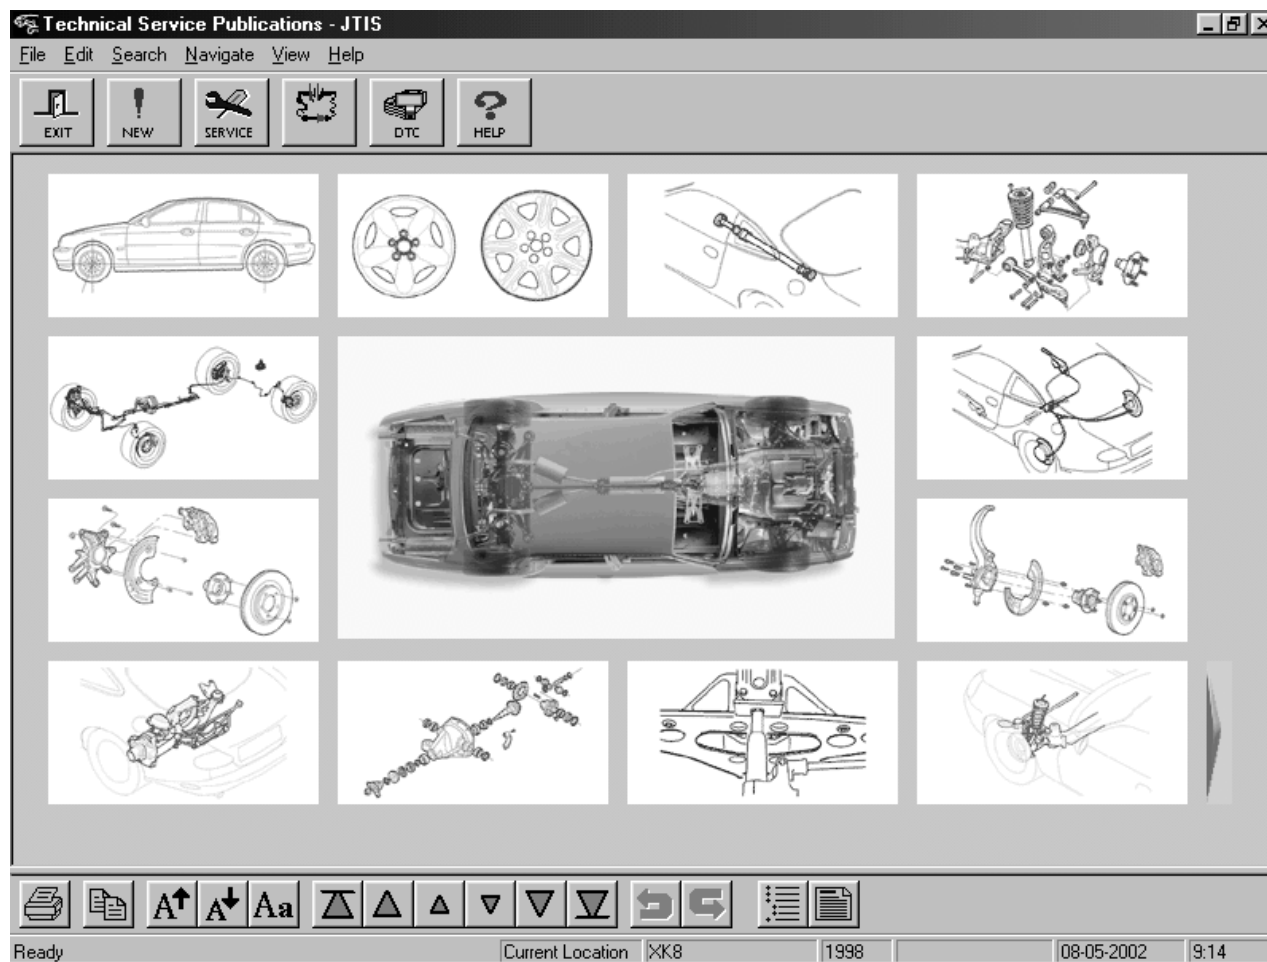 Technical Service Publications - JTIS
File Edit Search Navigate View Help
EXIT NEW SERVICE DTC HELP
A A Aa
Ready Current Location XK8 1998 08-05-2002 9:14